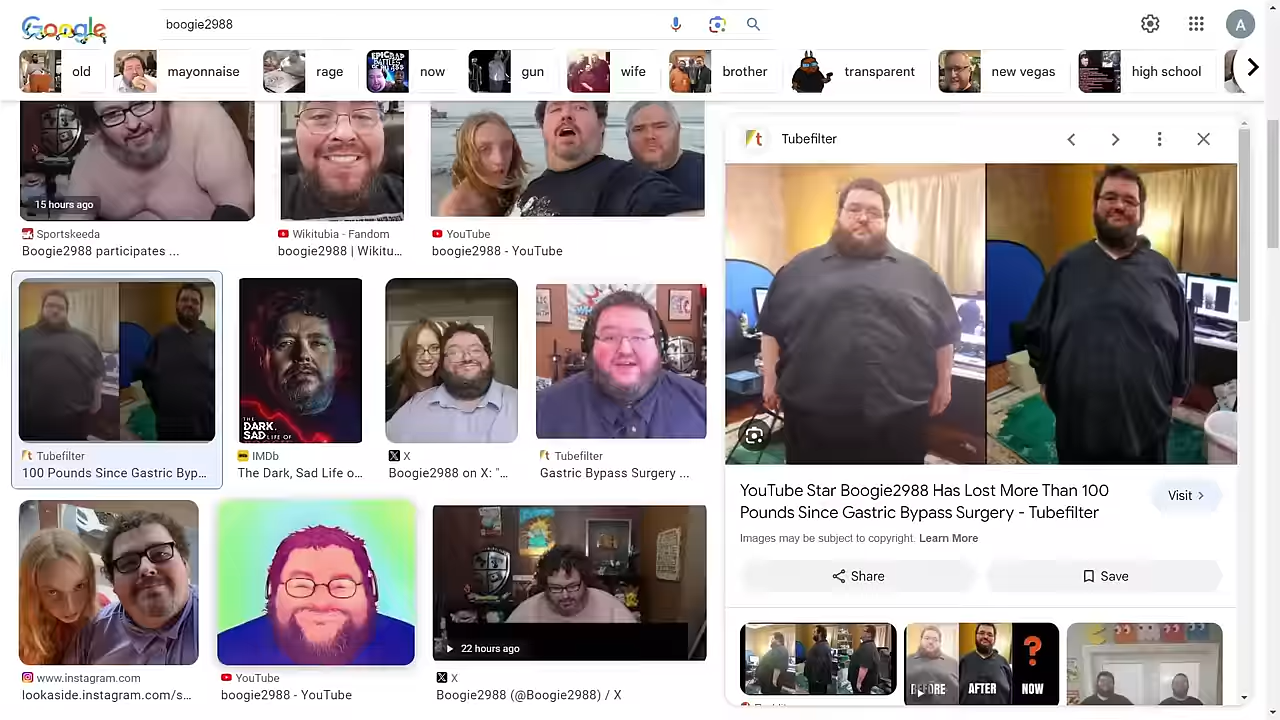 Google
boogie2988
A
old
mayonnaise
rage
EPIC RAP
now
gun
wife
brother
transparent
new vegas
high school
15 hours ago
Sportskeeda
Boogie2988 participates ...
Wikitubia - Fandom
boogie2988 | Wikitu...
YouTube
boogie2988 - YouTube
Tubefilter
100 Pounds Since Gastric Byp...
THE
DARK,
SAD LIFE OF
IMDb
The Dark, Sad Life o...
X
Boogie2988 on X: "...
Tubefilter
Gastric Bypass Surgery ...
www.instagram.com
lookaside.instagram.com/s...
YouTube
boogie2988 - YouTube
22 hours ago
X
Boogie2988 (@Boogie2988) / X
Tubefilter
YouTube Star Boogie2988 Has Lost More Than 100
Pounds Since Gastric Bypass Surgery - Tubefilter
Visit
Images may be subject to copyright. Learn More
Share
Save
BEFORE
AFTER
?
NOW